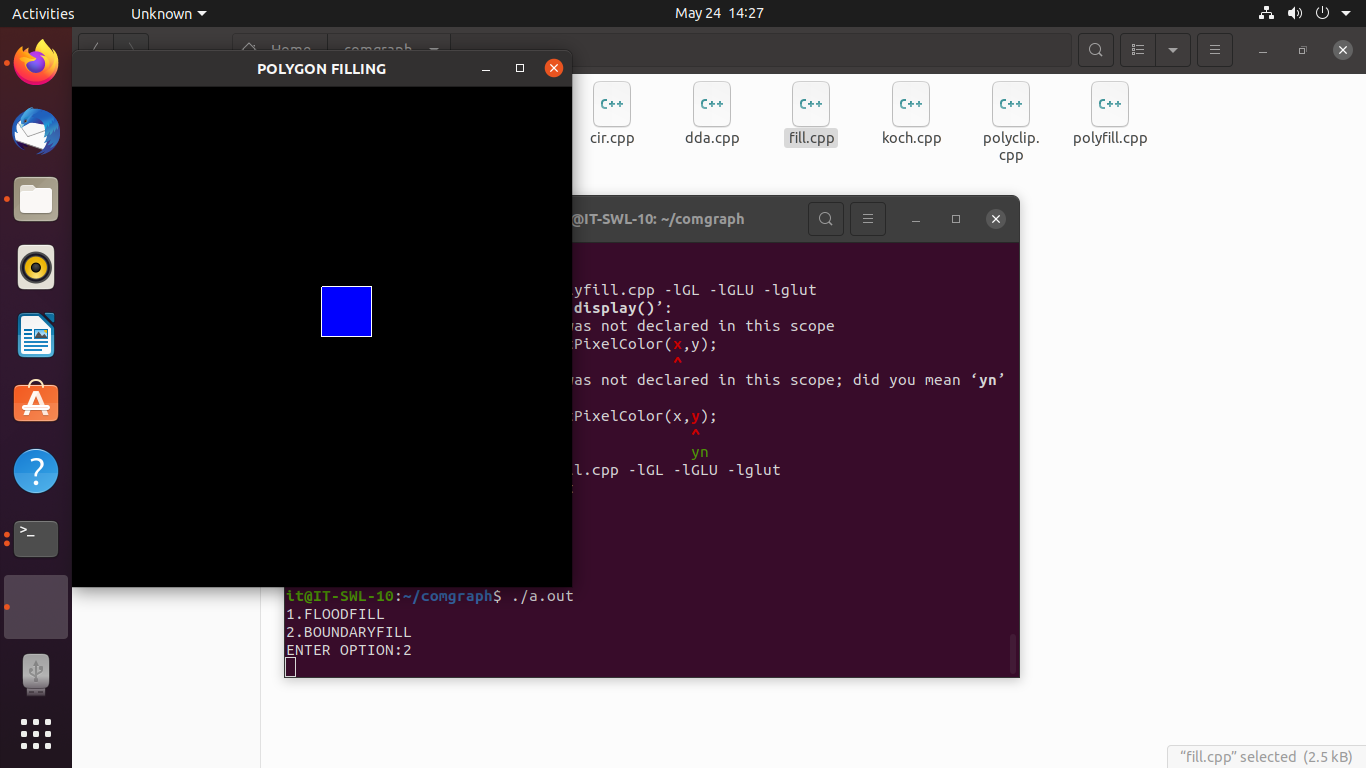 Activities
Unknown
May 24 14:27
Home
comgraph
POLYGON FILLING
cir.cpp
dda.cpp
fill.cpp
koch.cpp
polyclip.
cpp
polyfill.cpp
@IT-SWL-10: ~/comgraph
yfill.cpp -lGL -lGLU -lglut
display()’:
was not declared in this scope
PixelColor(x,y);
^
was not declared in this scope; did you mean ‘yn’
PixelColor(x,y);
^
yn
l.cpp -lGL -lGLU -lglut
it@IT-SWL-10:~/comgraph$ ./a.out
1.FLOODFILL
2.BOUNDARYFILL
ENTER OPTION:2
“fill.cpp” selected (2.5 kB)